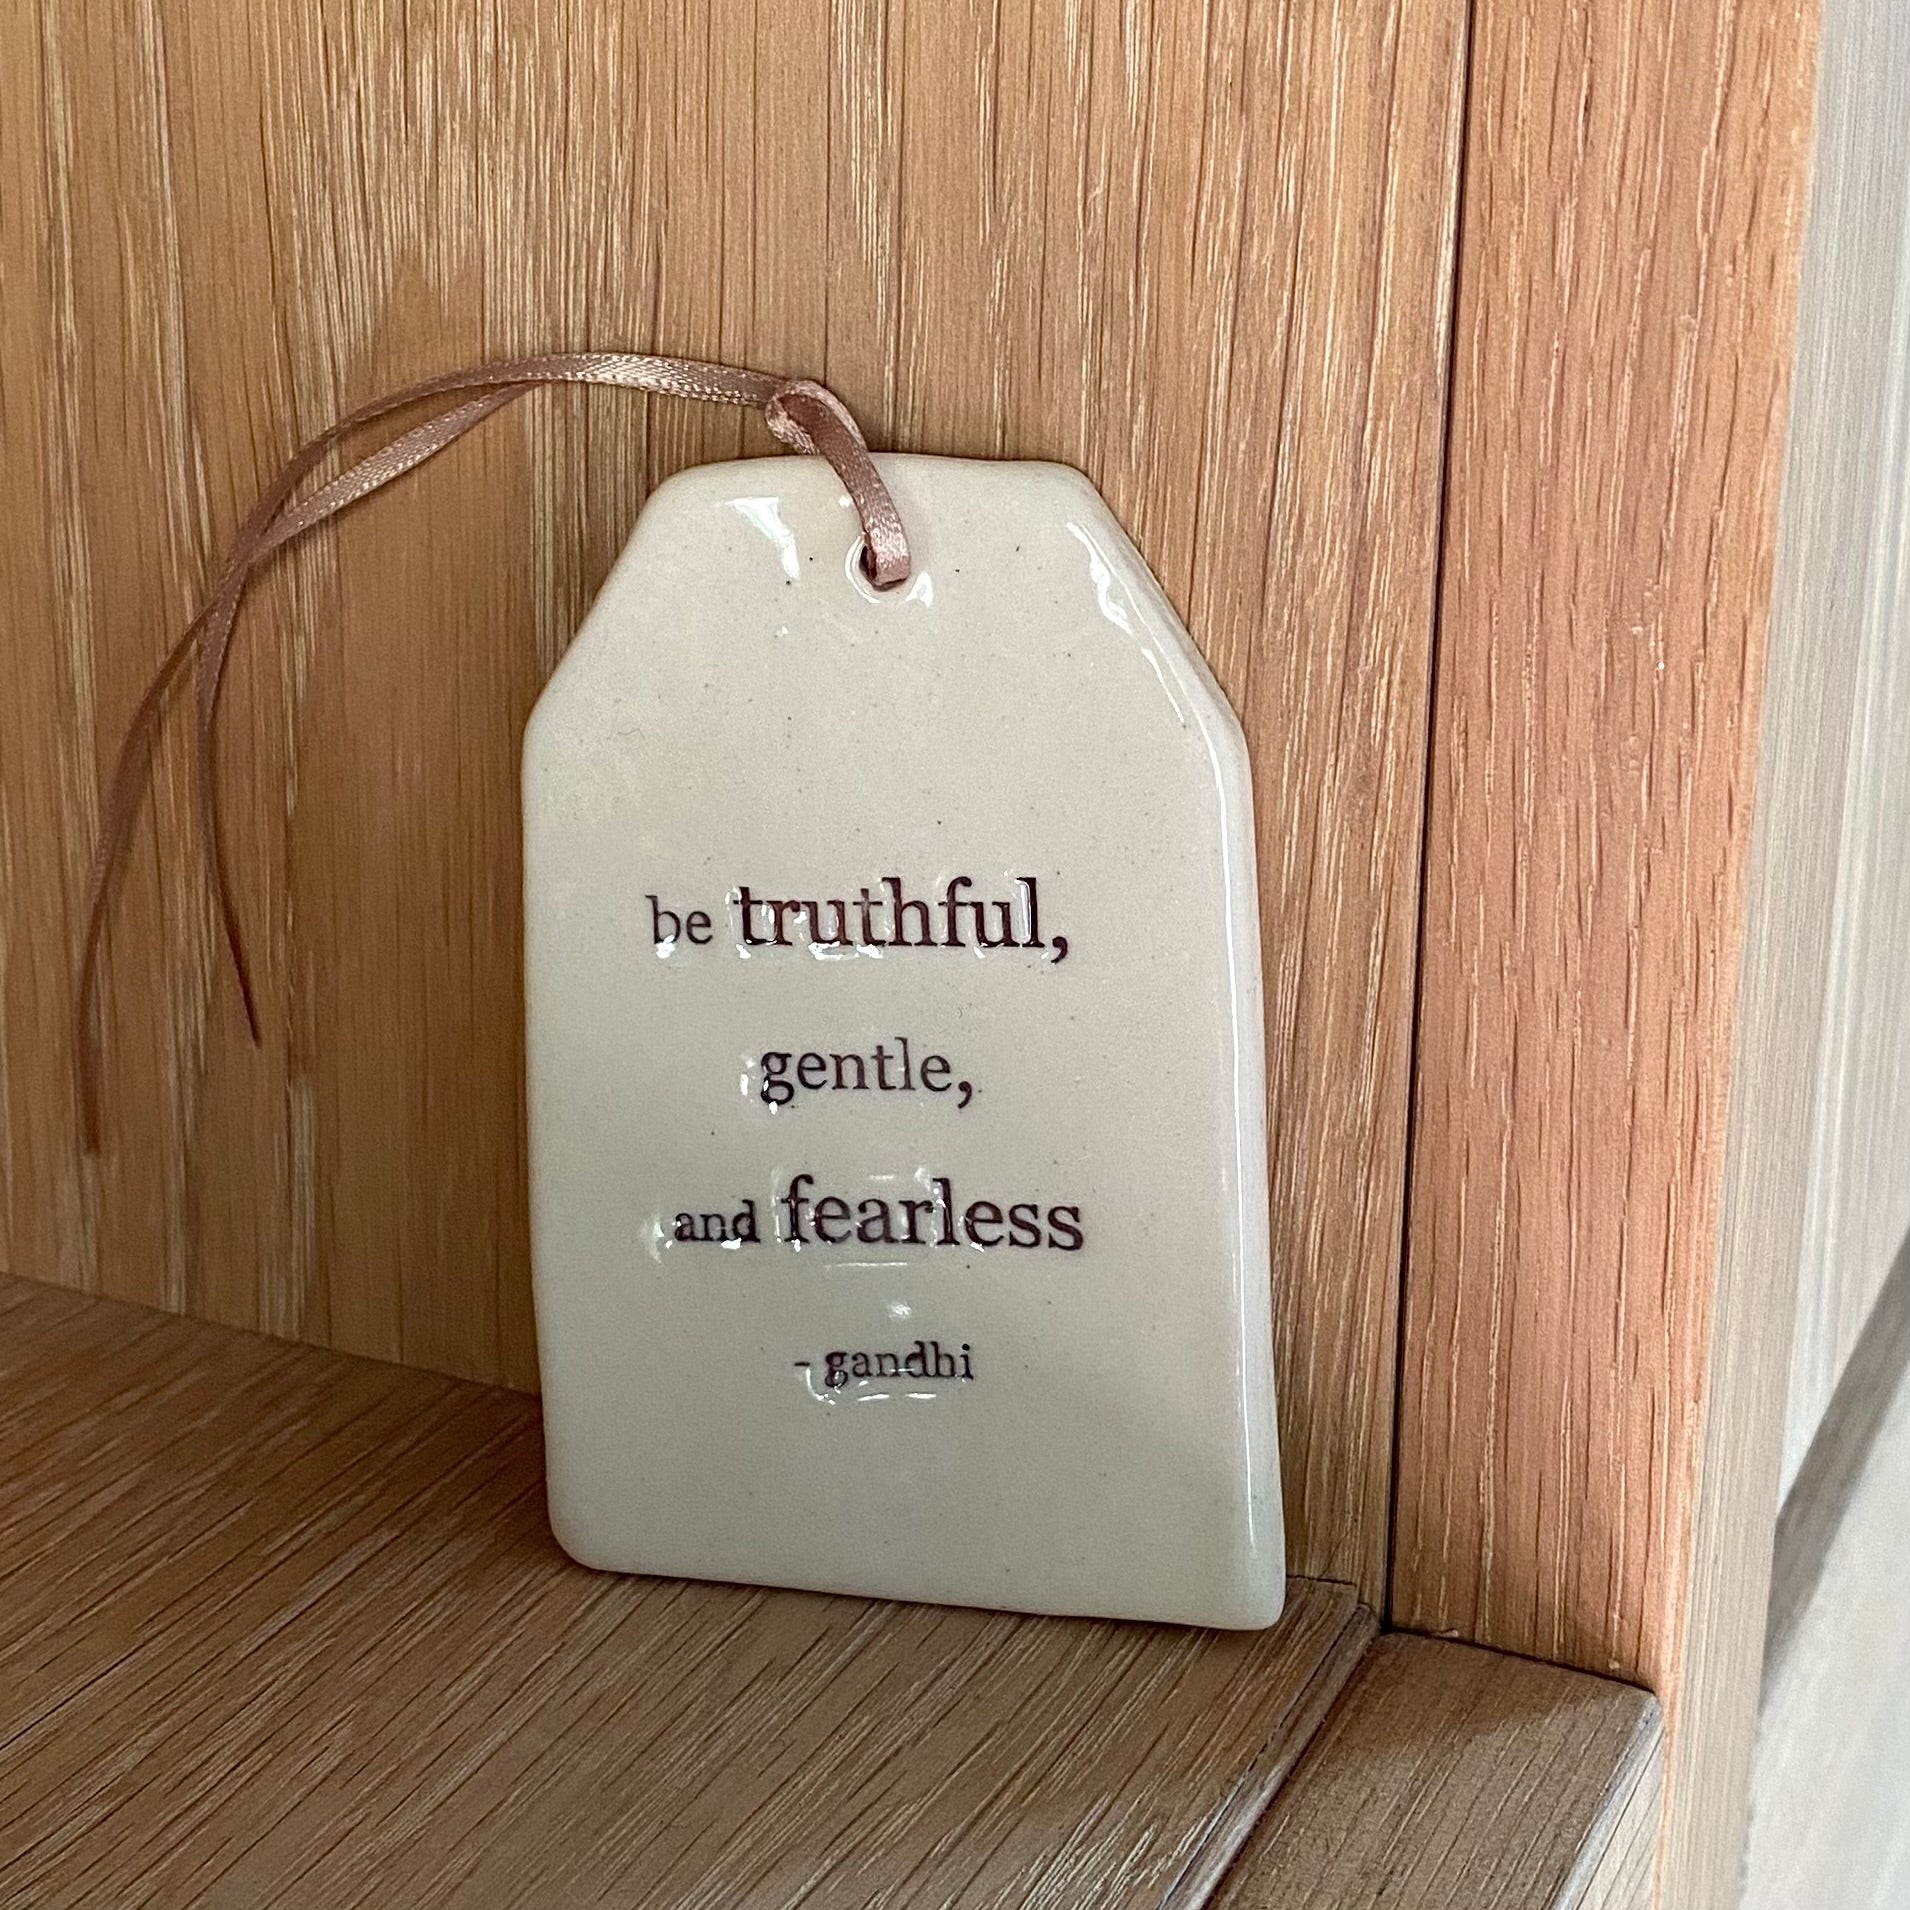 be truthful,
gentle,
and fearless
- gandhi